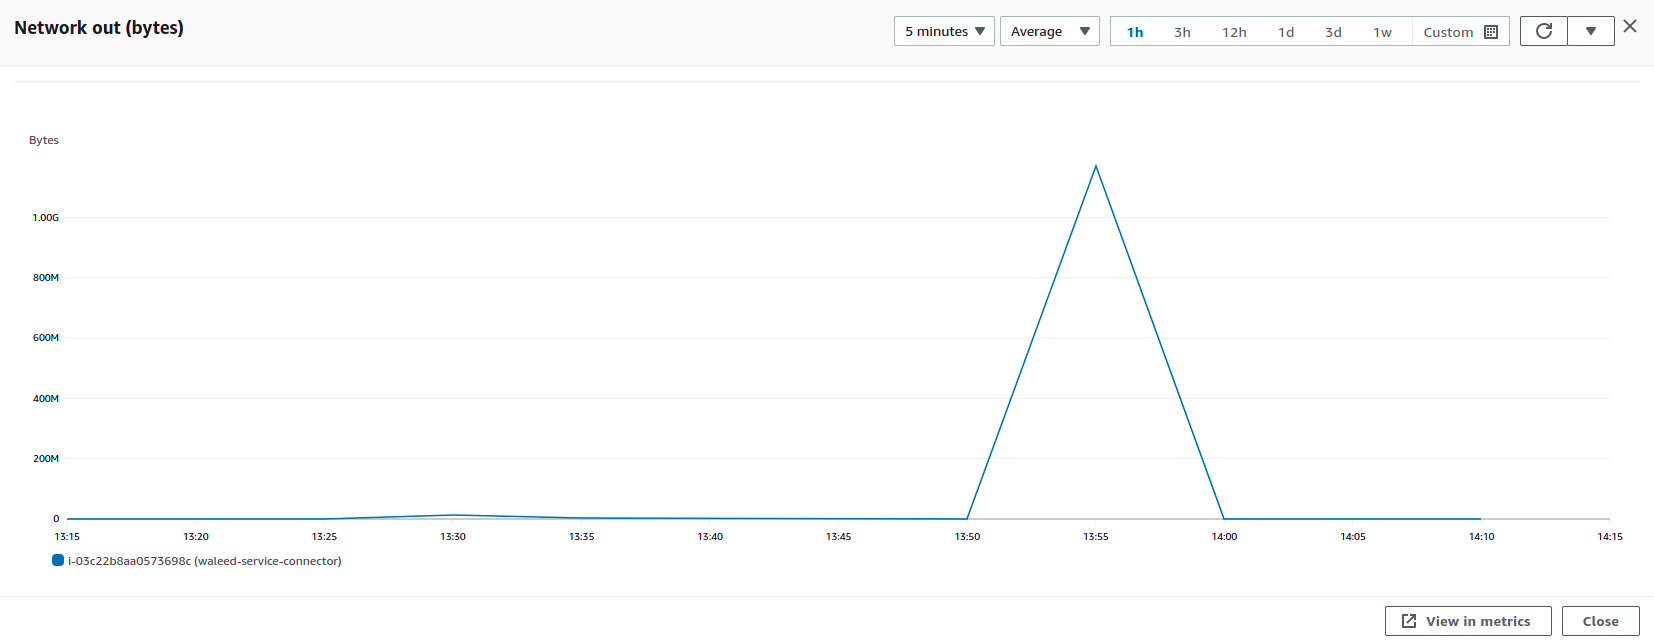 Network out (bytes)
5 minutes
Average
1h 3h 12h 1d 3d 1w Custom
Bytes
1.00G
800M
600M
400M
200M
0
13:15 13:20 13:25 13:30 13:35 13:40 13:45 13:50 13:55 14:00 14:05 14:10 14:15
i-03c22b8aa0573698c (waleed-service-connector)
View in metrics
Close